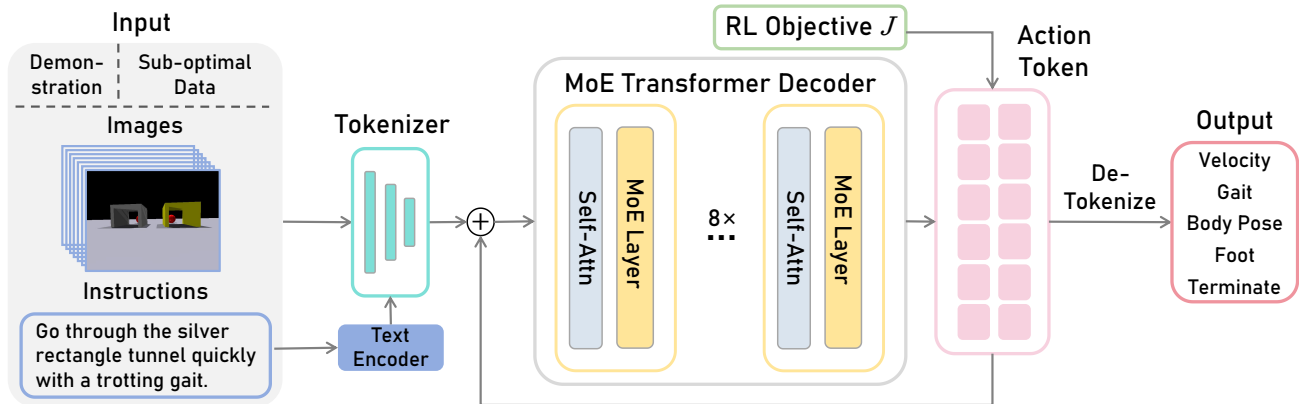 Input
Demon-
stration
Sub-optimal
Data
Images
Instructions
Go through the silver
rectangle tunnel quickly
with a trotting gait.
Tokenizer
Text
Encoder
RL Objective J
MoE Transformer Decoder
Self-Attn
MoE Layer
8×
...
Self-Attn
MoE Layer
Action
Token
De-
Tokenize
Output
Velocity
Gait
Body Pose
Foot
Terminate